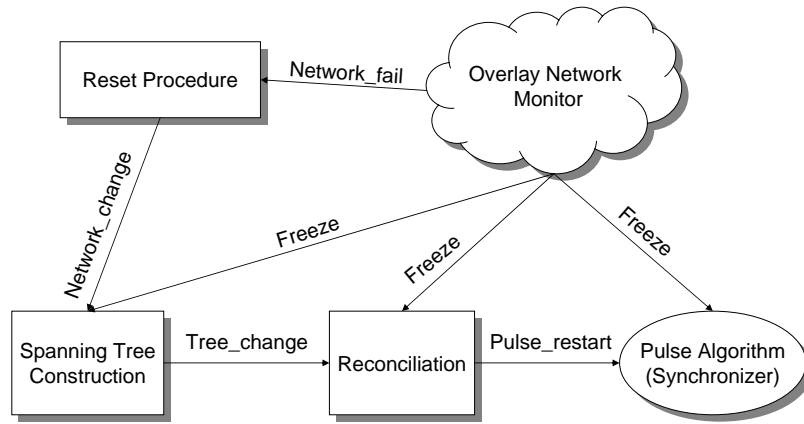 Reset Procedure
Network_fail
Overlay Network
Monitor
Network_change
Freeze
Freeze
Freeze
Spanning Tree
Construction
Tree_change
Reconciliation
Pulse_restart
Pulse Algorithm
(Synchronizer)